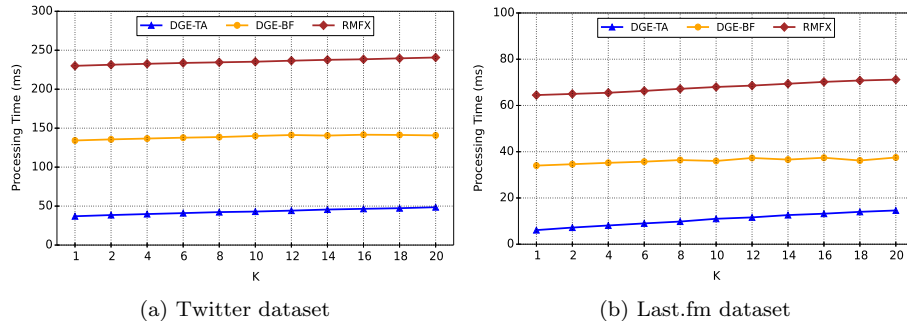 DGE-TA DGE-BF RMFX
300
250
200
150
100
50
0
Processing Time (ms)
1 2 4 6 8 10 12 14 16 18 20
K
(a) Twitter dataset
DGE-TA DGE-BF RMFX
100
80
60
40
20
0
Processing Time (ms)
1 2 4 6 8 10 12 14 16 18 20
K
(b) Last.fm dataset